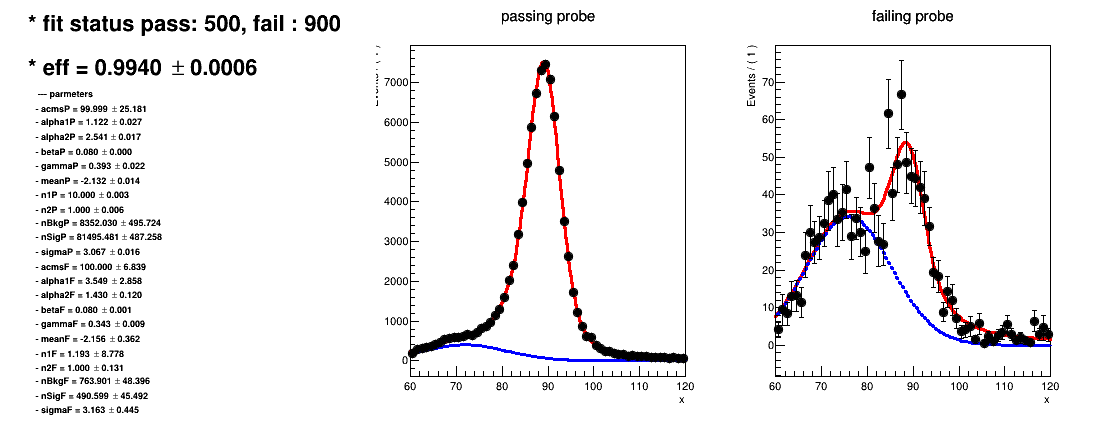 * fit status pass: 500, fail : 900
* eff = 0.9940 ± 0.0006
--- parmeters
- acmsP = 99.999 ± 25.181
- alpha1P = 1.122 ± 0.027
- alpha2P = 2.541 ± 0.017
- betaP = 0.080 ± 0.000
- gammaP = 0.393 ± 0.022
- meanP = -2.132 ± 0.014
- n1P = 10.000 ± 0.003
- n2P = 1.000 ± 0.006
- nBkgP = 8352.030 ± 495.724
- nSigP = 81495.481 ± 487.258
- sigmaP = 3.067 ± 0.016
- acmsF = 100.000 ± 6.839
- alpha1F = 3.549 ± 2.858
- alpha2F = 1.430 ± 0.120
- betaF = 0.080 ± 0.001
- gammaF = 0.343 ± 0.009
- meanF = -2.156 ± 0.362
- n1F = 1.193 ± 8.778
- n2F = 1.000 ± 0.131
- nBkgF = 763.901 ± 48.396
- nSigF = 490.599 ± 45.492
- sigmaF = 3.163 ± 0.445
passing probe
7000
6000
5000
4000
3000
2000
1000
0
60 70 80 90 100 110 120
x
failing probe
Events / ( 1 )
70
60
50
40
30
20
10
0
60 70 80 90 100 110 120
x